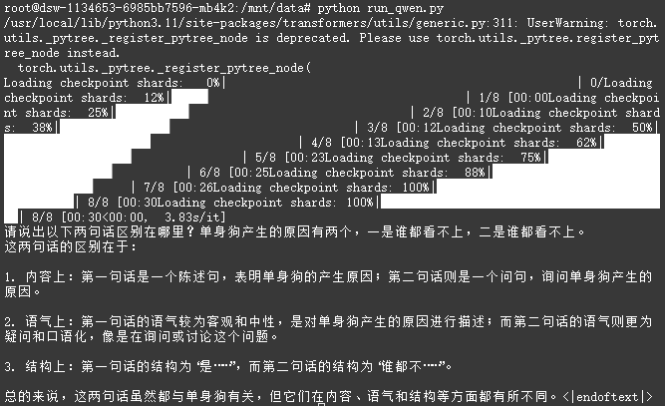 root@dsw-1134653-6985bb7596-mb4k2:/mnt/data# python run_qwen.py
/usr/local/lib/python3.11/site-packages/transformers/utils/generic.py:311: UserWarning: torch.
utils._pytree._register_pytree_node is deprecated. Please use torch.utils._pytree.register_pyt
ree_node instead.
torch.utils._pytree._register_pytree_node(
Loading checkpoint shards:   0%|          | 0/Loading
checkpoint shards:  12%|          | 1/8 [00:00Loading checkpoi
nt shards:  25%|          | 2/8 [00:10Loading checkpoint shard
s:  38%|          | 3/8 [00:12Loading checkpoint shards:  50%|
| 4/8 [00:13Loading checkpoint shards:  62%|
| 5/8 [00:23Loading checkpoint shards:  75%|
| 6/8 [00:25Loading checkpoint shards:  88%|
| 7/8 [00:26Loading checkpoint shards: 100%|
| 8/8 [00:30Loading checkpoint shards: 100%|
| 8/8 [00:30<00:00,  3.83s/it]
请说出以下两句话区别在哪里？单身狗产生的原因有两个，一是谁都看不上，二是谁都看不上。
这两句话的区别在于：
1. 内容上：第一句话是一个陈述句，表明单身狗的产生原因；第二句话则是一个问句，询问单身狗产生的
原因。
2. 语气上：第一句话的语气较为客观和中性，是对单身狗产生的原因进行描述；而第二句话的语气则更为
疑问和口语化，像是在询问或讨论这个问题。
3. 结构上：第一句话的结构为“是……”，而第二句话的结构为“谁都不……”。
总的来说，这两句话虽然都与单身狗有关，但它们在内容、语气和结构等方面都有所不同。<|endoftext|>